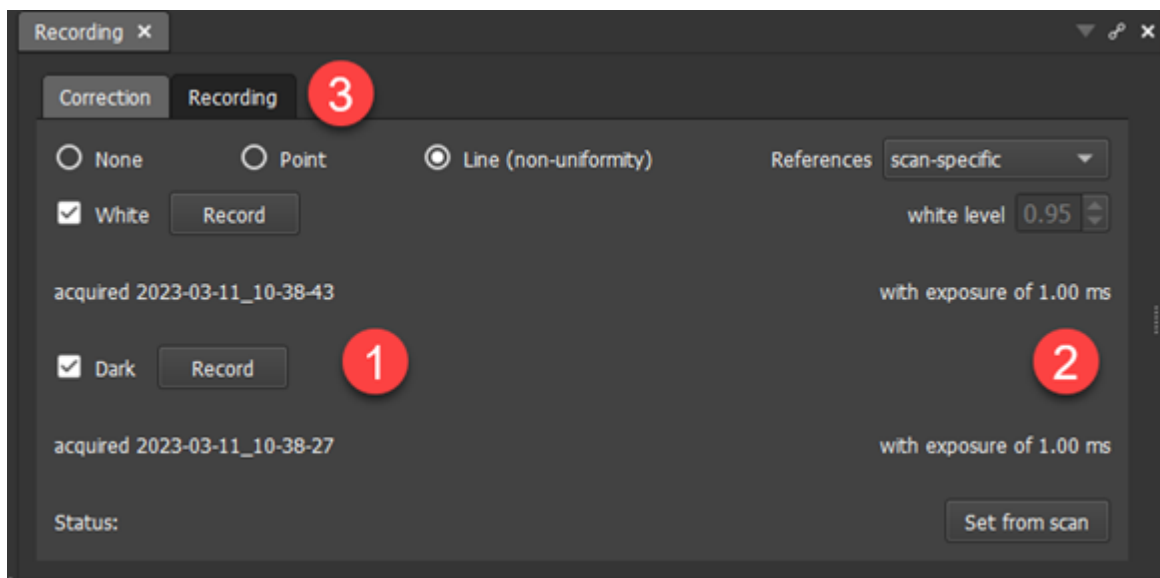 Recording
Correction Recording 3
None Point Line (non-uniformity) References scan-specific
White Record white level 0.95
acquired 2023-03-11_10-38-43 with exposure of 1.00 ms
Dark Record 1 2
acquired 2023-03-11_10-38-27 with exposure of 1.00 ms
Status: Set from scan